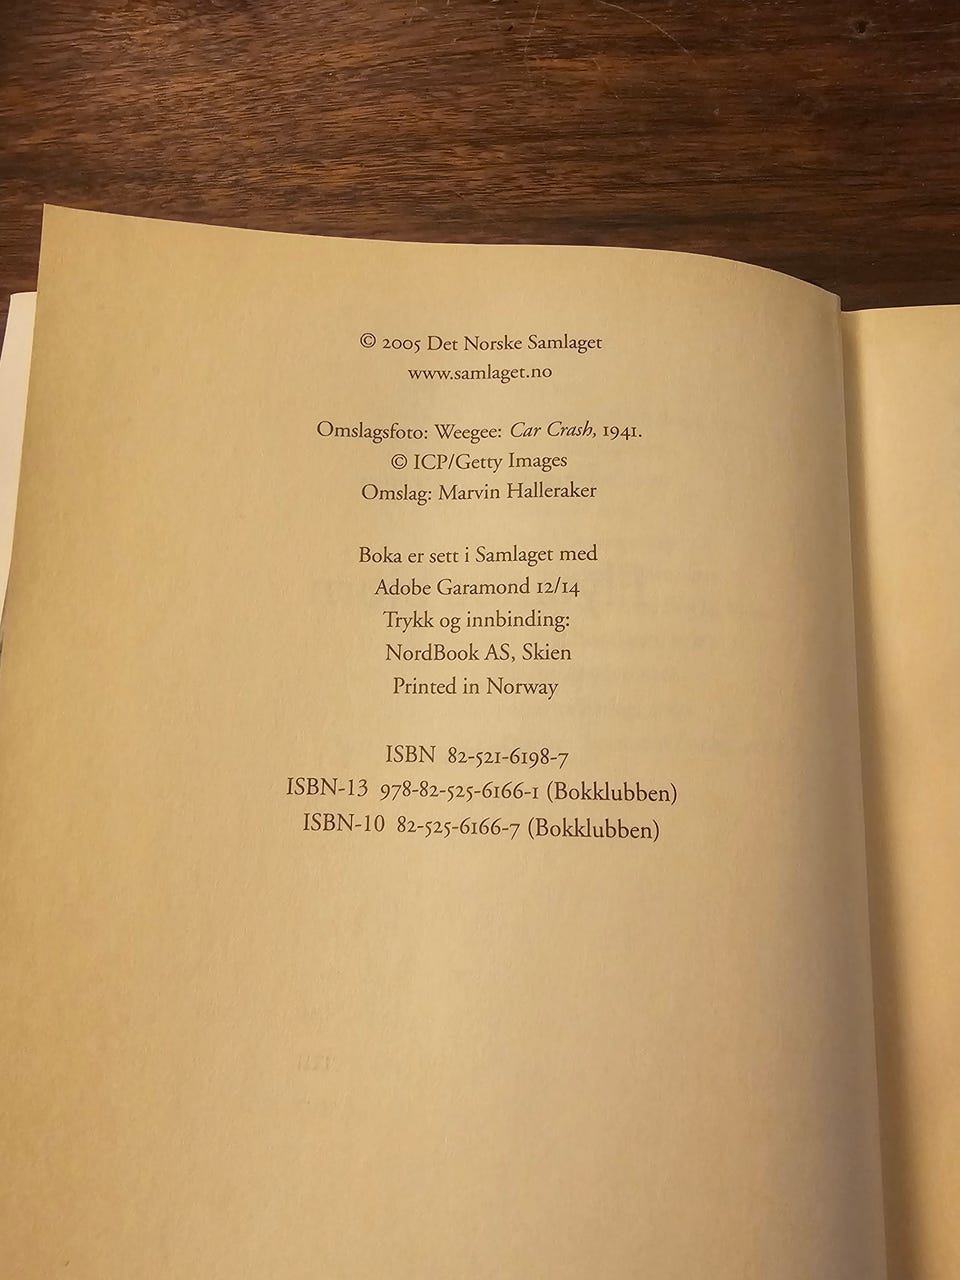 © 2005 Det Norske Samlaget
www.samlaget.no
Omslagsfoto: Weegee: Car Crash, 1941.
© ICP/Getty Images
Omslag: Marvin Halleraker
Boka er sett i Samlaget med
Adobe Garamond 12/14
Trykk og innbinding:
NordBook AS, Skien
Printed in Norway
ISBN 82-521-6198-7
ISBN-13 978-82-525-6166-1 (Bokklubben)
ISBN-10 82-525-6166-7 (Bokklubben)